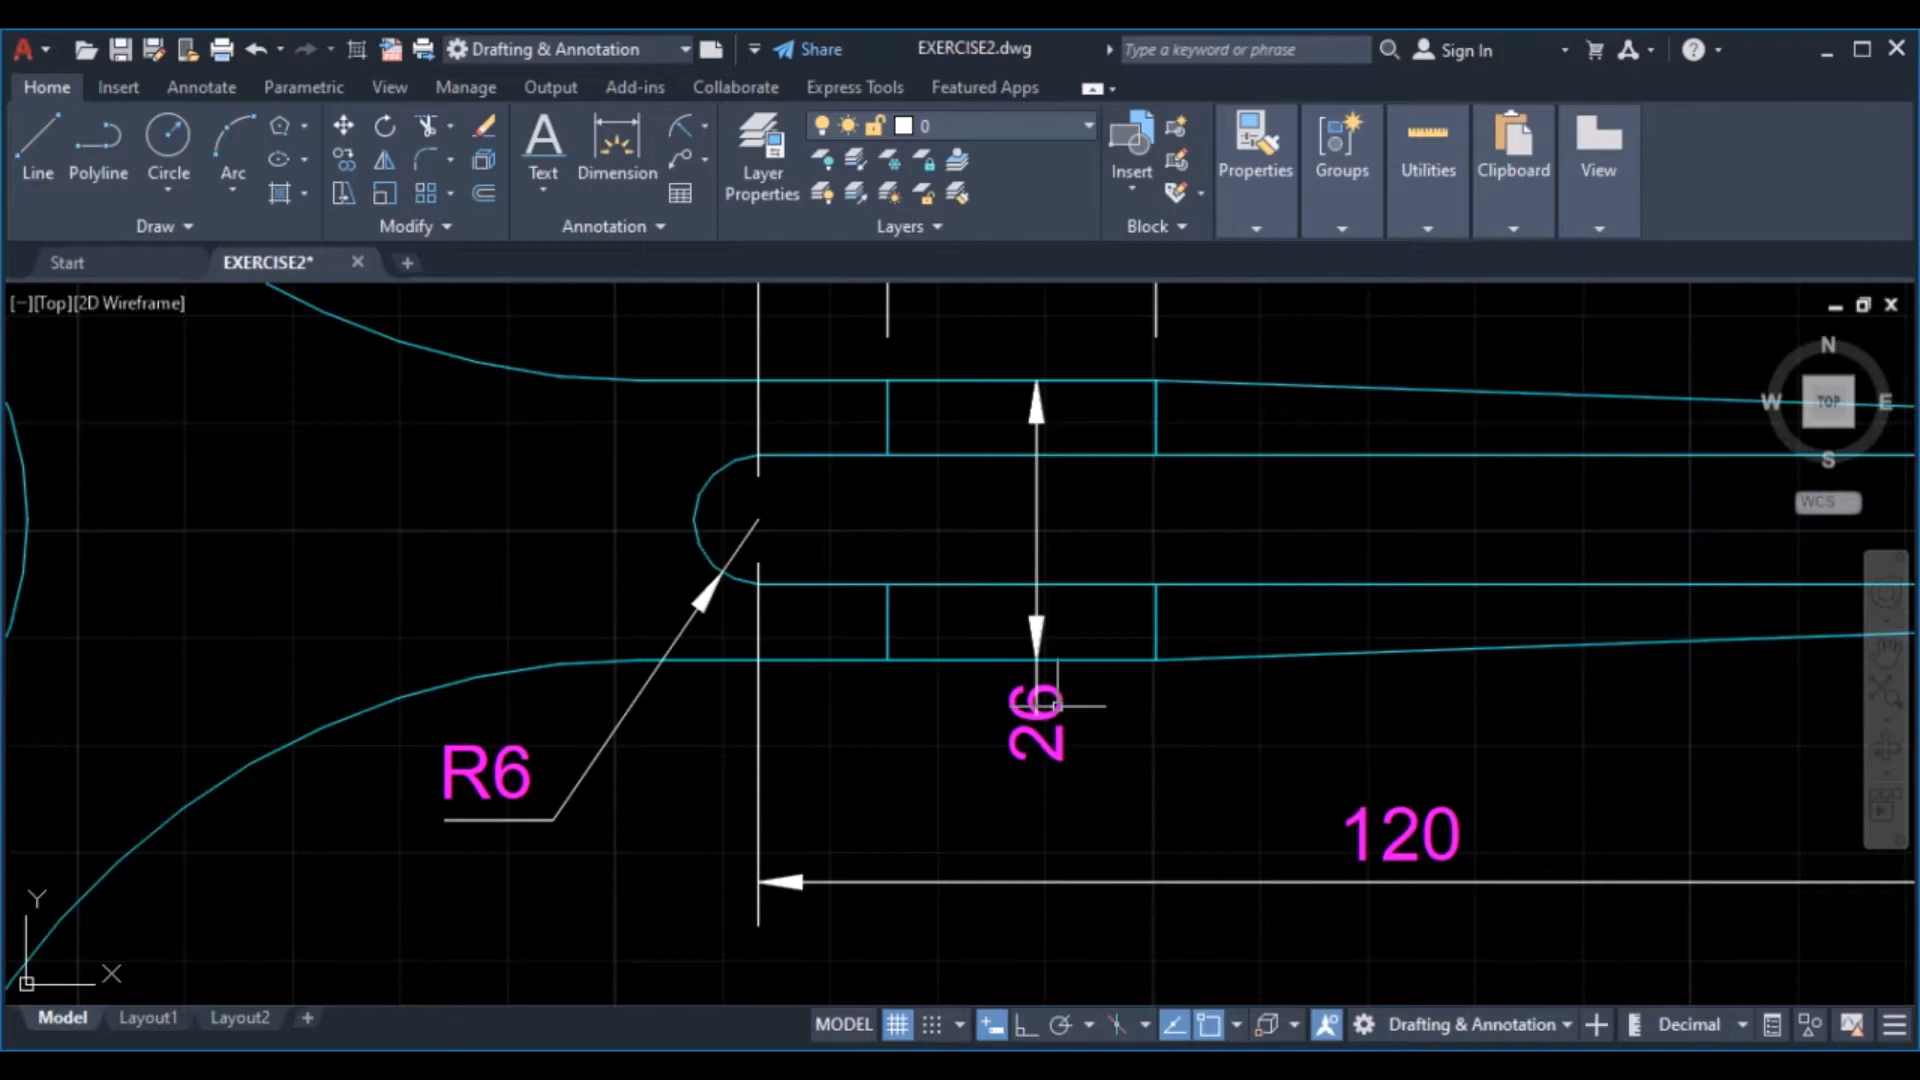 Drafting & Annotation Share EXERCISE2.dwg Type a keyword or phrase Sign In
Home Insert Annotate Parametric View Manage Output Add-ins Collaborate Express Tools Featured Apps
0
Line Polyline Circle Arc Text Dimension Layer Properties Insert Properties Groups Utilities Clipboard View
Draw Modify Annotation Layers Block
Start EXERCISE2*
[−][Top][2D Wireframe]
N
W TOP E
S
WCS
26
R6
120
Y
X
Model Layout1 Layout2
MODEL Drafting & Annotation Decimal